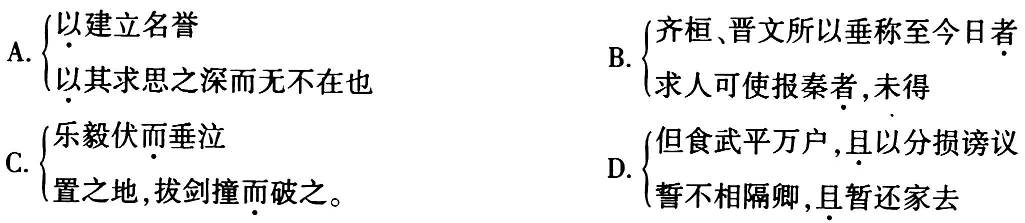 A. 以建立名誉
以其求思之深而无不在也
B. 齐桓、晋文所以垂称至今日者
求人可使报秦者,未得
C. 乐毅伏而垂泣
置之地,拔剑撞而破之。
D. 但食武平万户,且以分损谤议
誓不相隔卿,且暂还家去